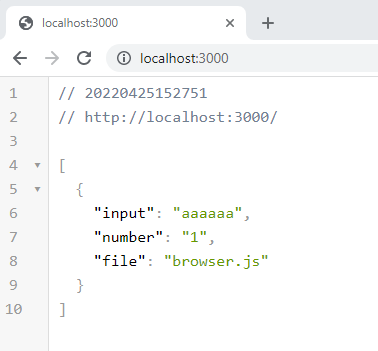 localhost:3000
localhost:3000
1 // 20220425152751
2 // http://localhost:3000/
3
4 [
5 {
6 "input": "aaaaaa",
7 "number": "1",
8 "file": "browser.js"
9 }
10 ]